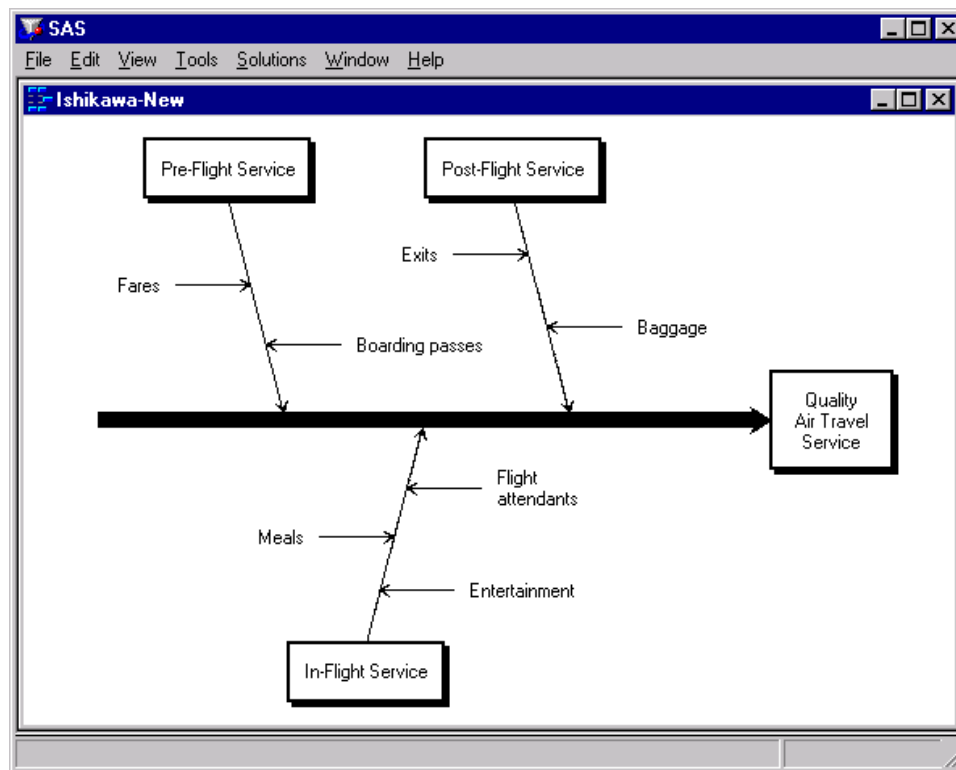 SAS
File Edit View Tools Solutions Window Help
Ishikawa-New
Pre-Flight Service
Post-Flight Service
Exits
Fares
Baggage
Boarding passes
Quality
Air Travel
Service
Flight
attendants
Meals
Entertainment
In-Flight Service